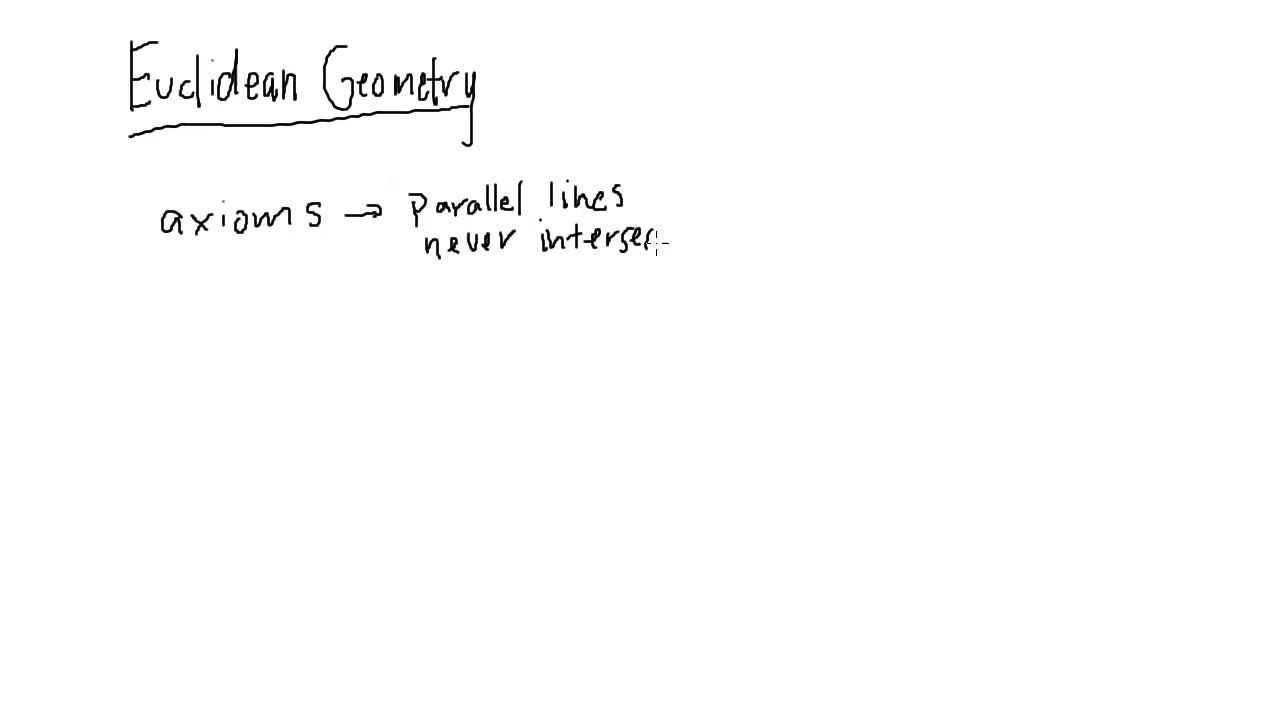 Euclidean Geometry
axioms → parallel lines
never interse